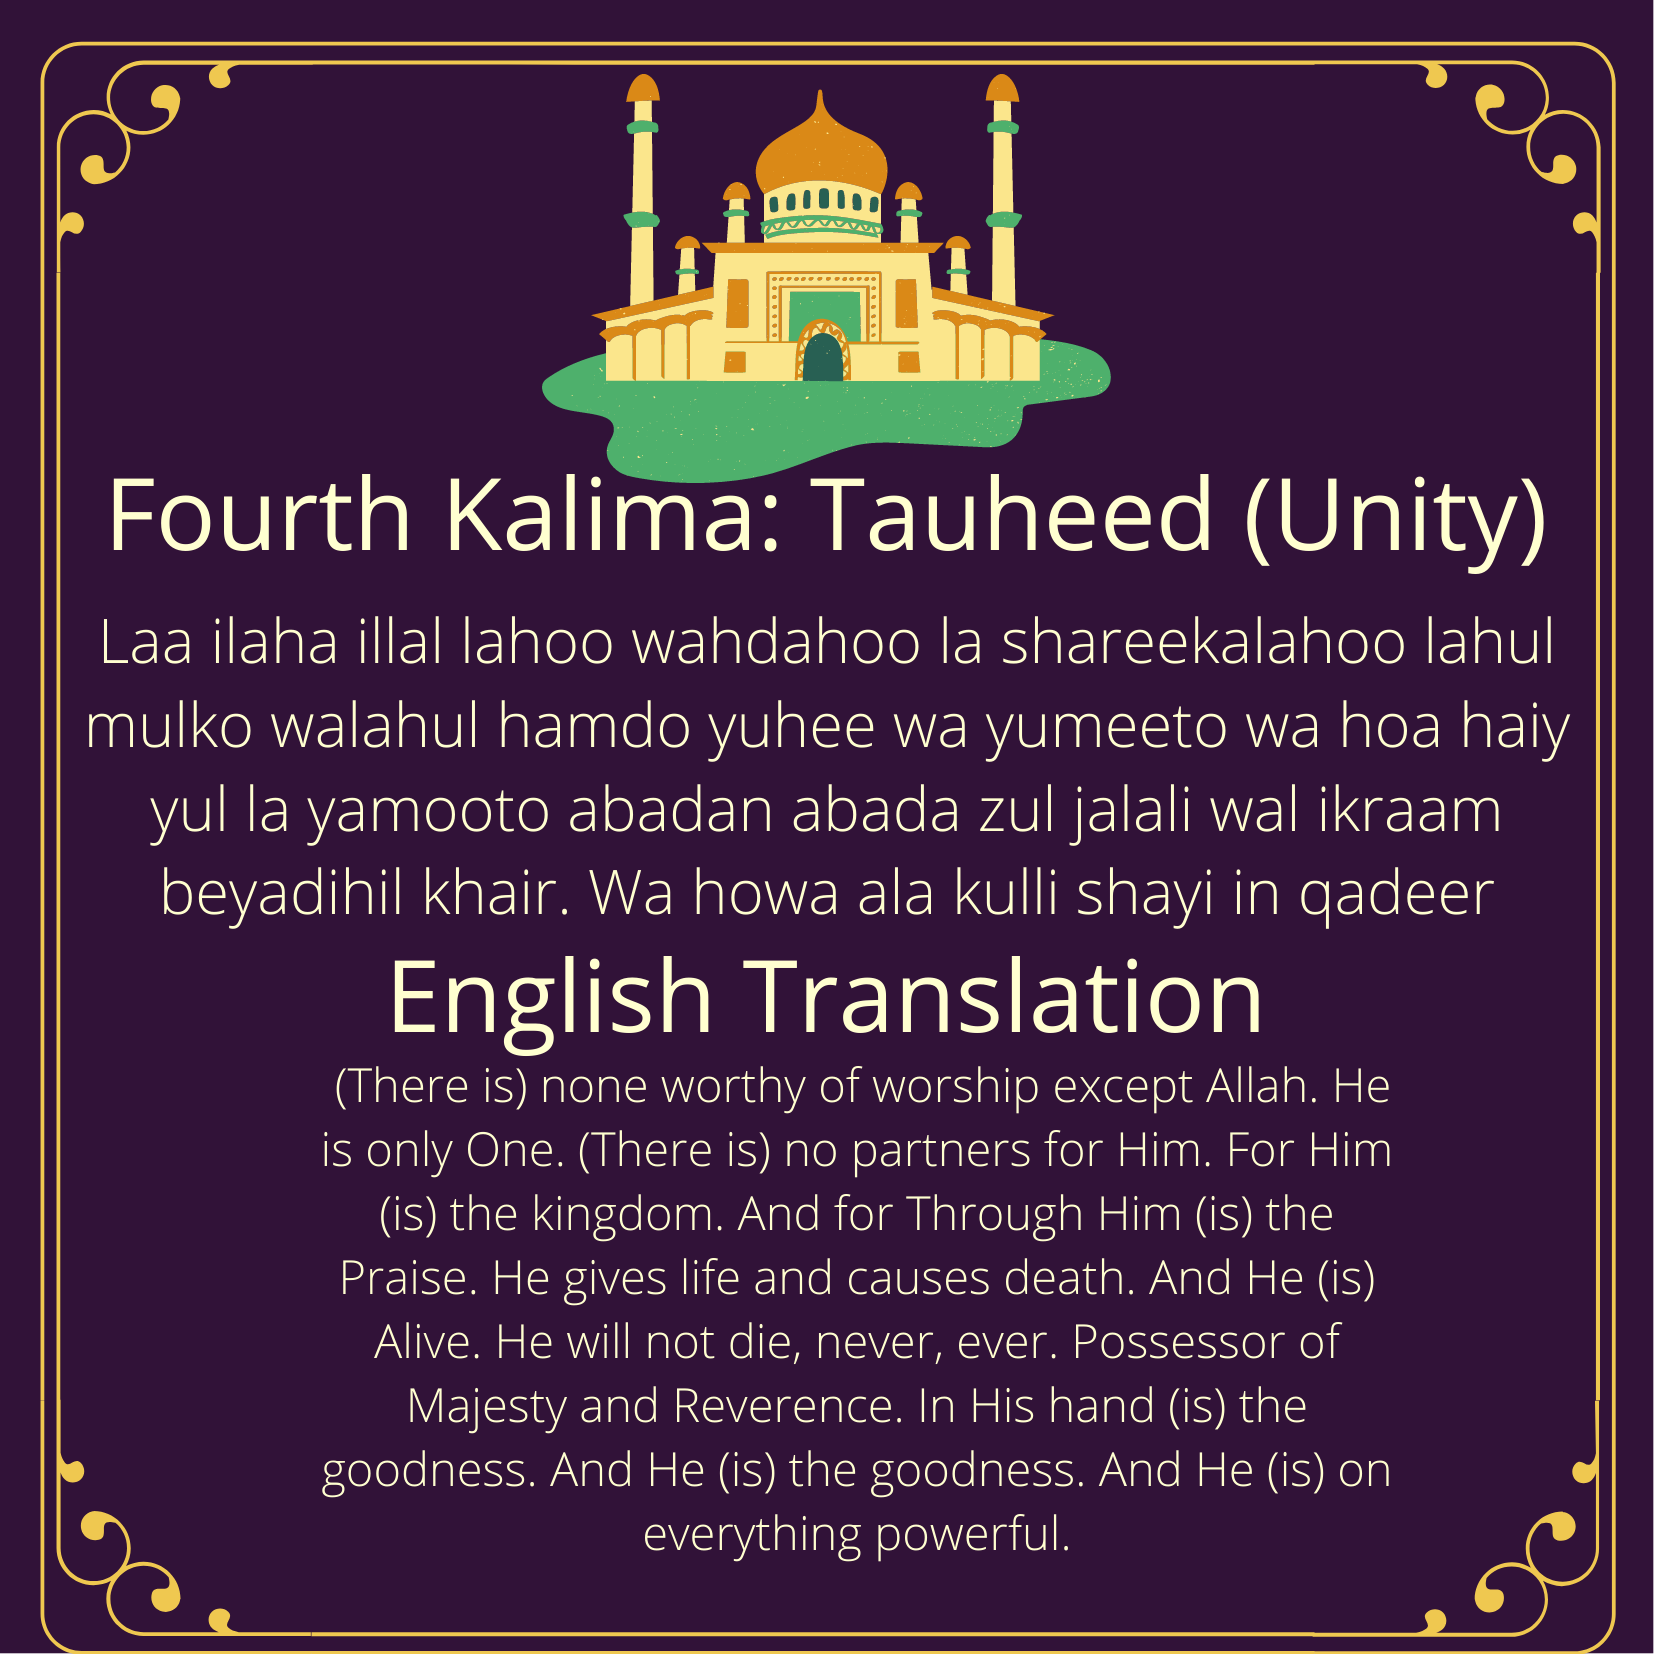 Fourth Kalima: Tauheed (Unity)
Laa ilaha illal lahoo wahdahoo la shareekalahoo lahul
mulko walahul hamdo yuhee wa yumeeto wa hoa haiy
yul la yamooto abadan abada zul jalali wal ikraam
beyadihil khair. Wa howa ala kulli shayi in qadeer
English Translation
(There is) none worthy of worship except Allah. He
is only One. (There is) no partners for Him. For Him
(is) the kingdom. And for Through Him (is) the
Praise. He gives life and causes death. And He (is)
Alive. He will not die, never, ever. Possessor of
Majesty and Reverence. In His hand (is) the
goodness. And He (is) the goodness. And He (is) on
everything powerful.